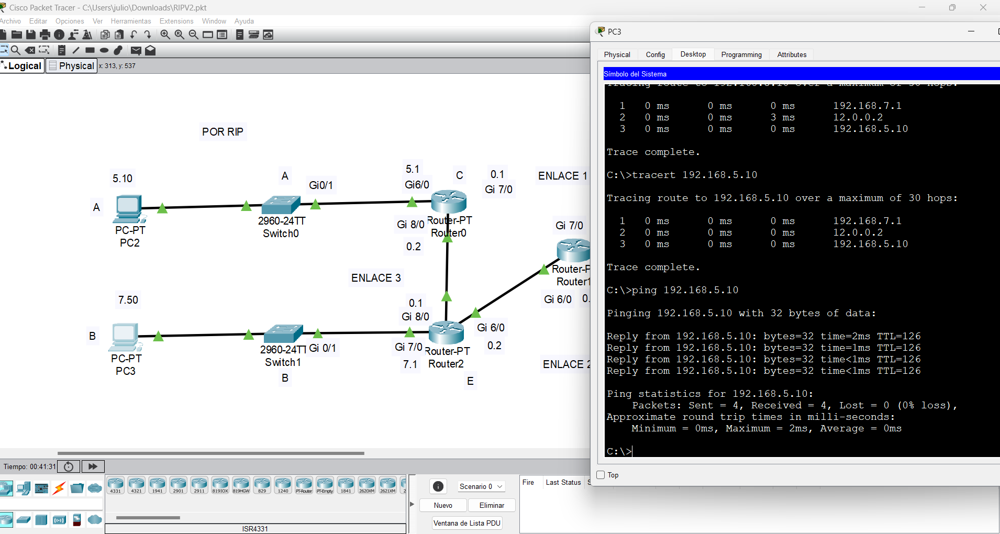 Cisco Packet Tracer - C:\Users\julio\Downloads\RIPV2.pkt
Archivo Editar Opciones Ver Herramientas Extensions Window Ayuda
Logical Physical x: 313, y: 537
POR RIP
5.10
A
Gi0/1
5.1
Gi6/0
C
0.1
Gi 7/0
ENLACE 1
A
PC-PT
PC2
2960-24TT
Switch0
Gi 8/0
Router-PT
Router0
0.2
Gi 7/0
ENLACE 3
Router-P
Router1
Gi 6/0 0.
7.50
0.1
Gi 8/0
B
PC-PT
PC3
2960-24TT
Switch1
Gi 0/1
B
Gi 7/0
7.1
Router-PT
Router2
Gi 6/0
0.2
E
ENLACE 2
PC3
Physical Config Desktop Programming Attributes
Símbolo del Sistema
Tracing route to 192.168.5.10 over a maximum of 30 hops:
1 0 ms 0 ms 0 ms 192.168.7.1
2 0 ms 0 ms 3 ms 12.0.0.2
3 0 ms 0 ms 0 ms 192.168.5.10
Trace complete.
C:\>tracert 192.168.5.10
Tracing route to 192.168.5.10 over a maximum of 30 hops:
1 0 ms 0 ms 0 ms 192.168.7.1
2 0 ms 0 ms 0 ms 12.0.0.2
3 0 ms 0 ms 0 ms 192.168.5.10
Trace complete.
C:\>ping 192.168.5.10
Pinging 192.168.5.10 with 32 bytes of data:
Reply from 192.168.5.10: bytes=32 time=2ms TTL=126
Reply from 192.168.5.10: bytes=32 time=1ms TTL=126
Reply from 192.168.5.10: bytes=32 time<1ms TTL=126
Reply from 192.168.5.10: bytes=32 time<1ms TTL=126
Ping statistics for 192.168.5.10:
Packets: Sent = 4, Received = 4, Lost = 0 (0% loss),
Approximate round trip times in milli-seconds:
Minimum = 0ms, Maximum = 2ms, Average = 0ms
C:\>
Top
Tiempo: 00:41:31
4331 4321 1941 2901 2911 819IOX 819HGW 829 1240 PT-Router PT-Empty 1841 2620XM 2621XM 2
ISR4331
Scenario 0
Nuevo Eliminar
Ventana de Lista PDU
Fire Last Status S